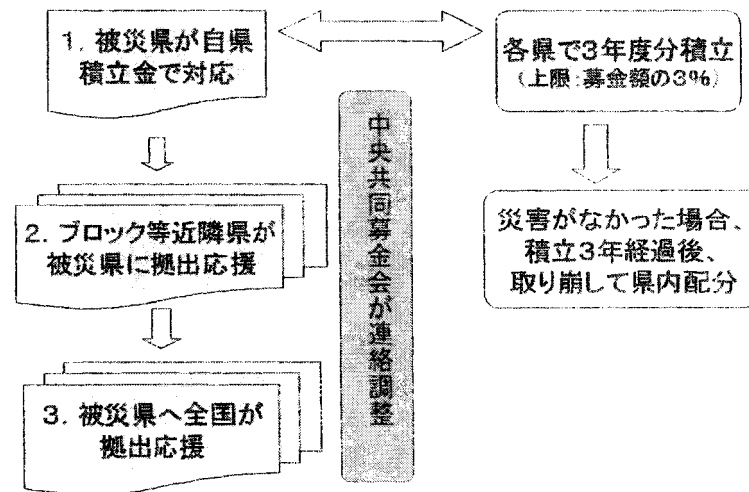 1. 被災県が自県
積立金で対応
2. ブロック等近隣県が
被災県に拠出応援
3. 被災県へ全国が
拠出応援
中央共同募金会が連絡調整
各県で3年度分積立
(上限:募金額の3%)
災害がなかった場合、
積立3年経過後、
取り崩して県内配分